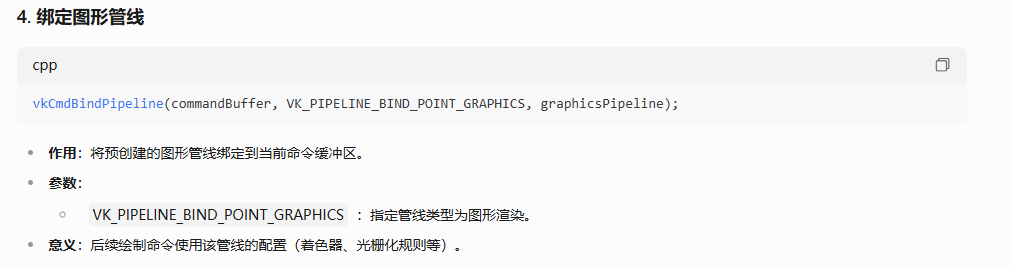 4. 绑定图形管线
cpp
vkCmdBindPipeline(commandBuffer, VK_PIPELINE_BIND_POINT_GRAPHICS, graphicsPipeline);
作用：将预创建的图形管线绑定到当前命令缓冲区。
参数：
VK_PIPELINE_BIND_POINT_GRAPHICS ：指定管线类型为图形渲染。
意义：后续绘制命令使用该管线的配置（着色器、光栅化规则等）。